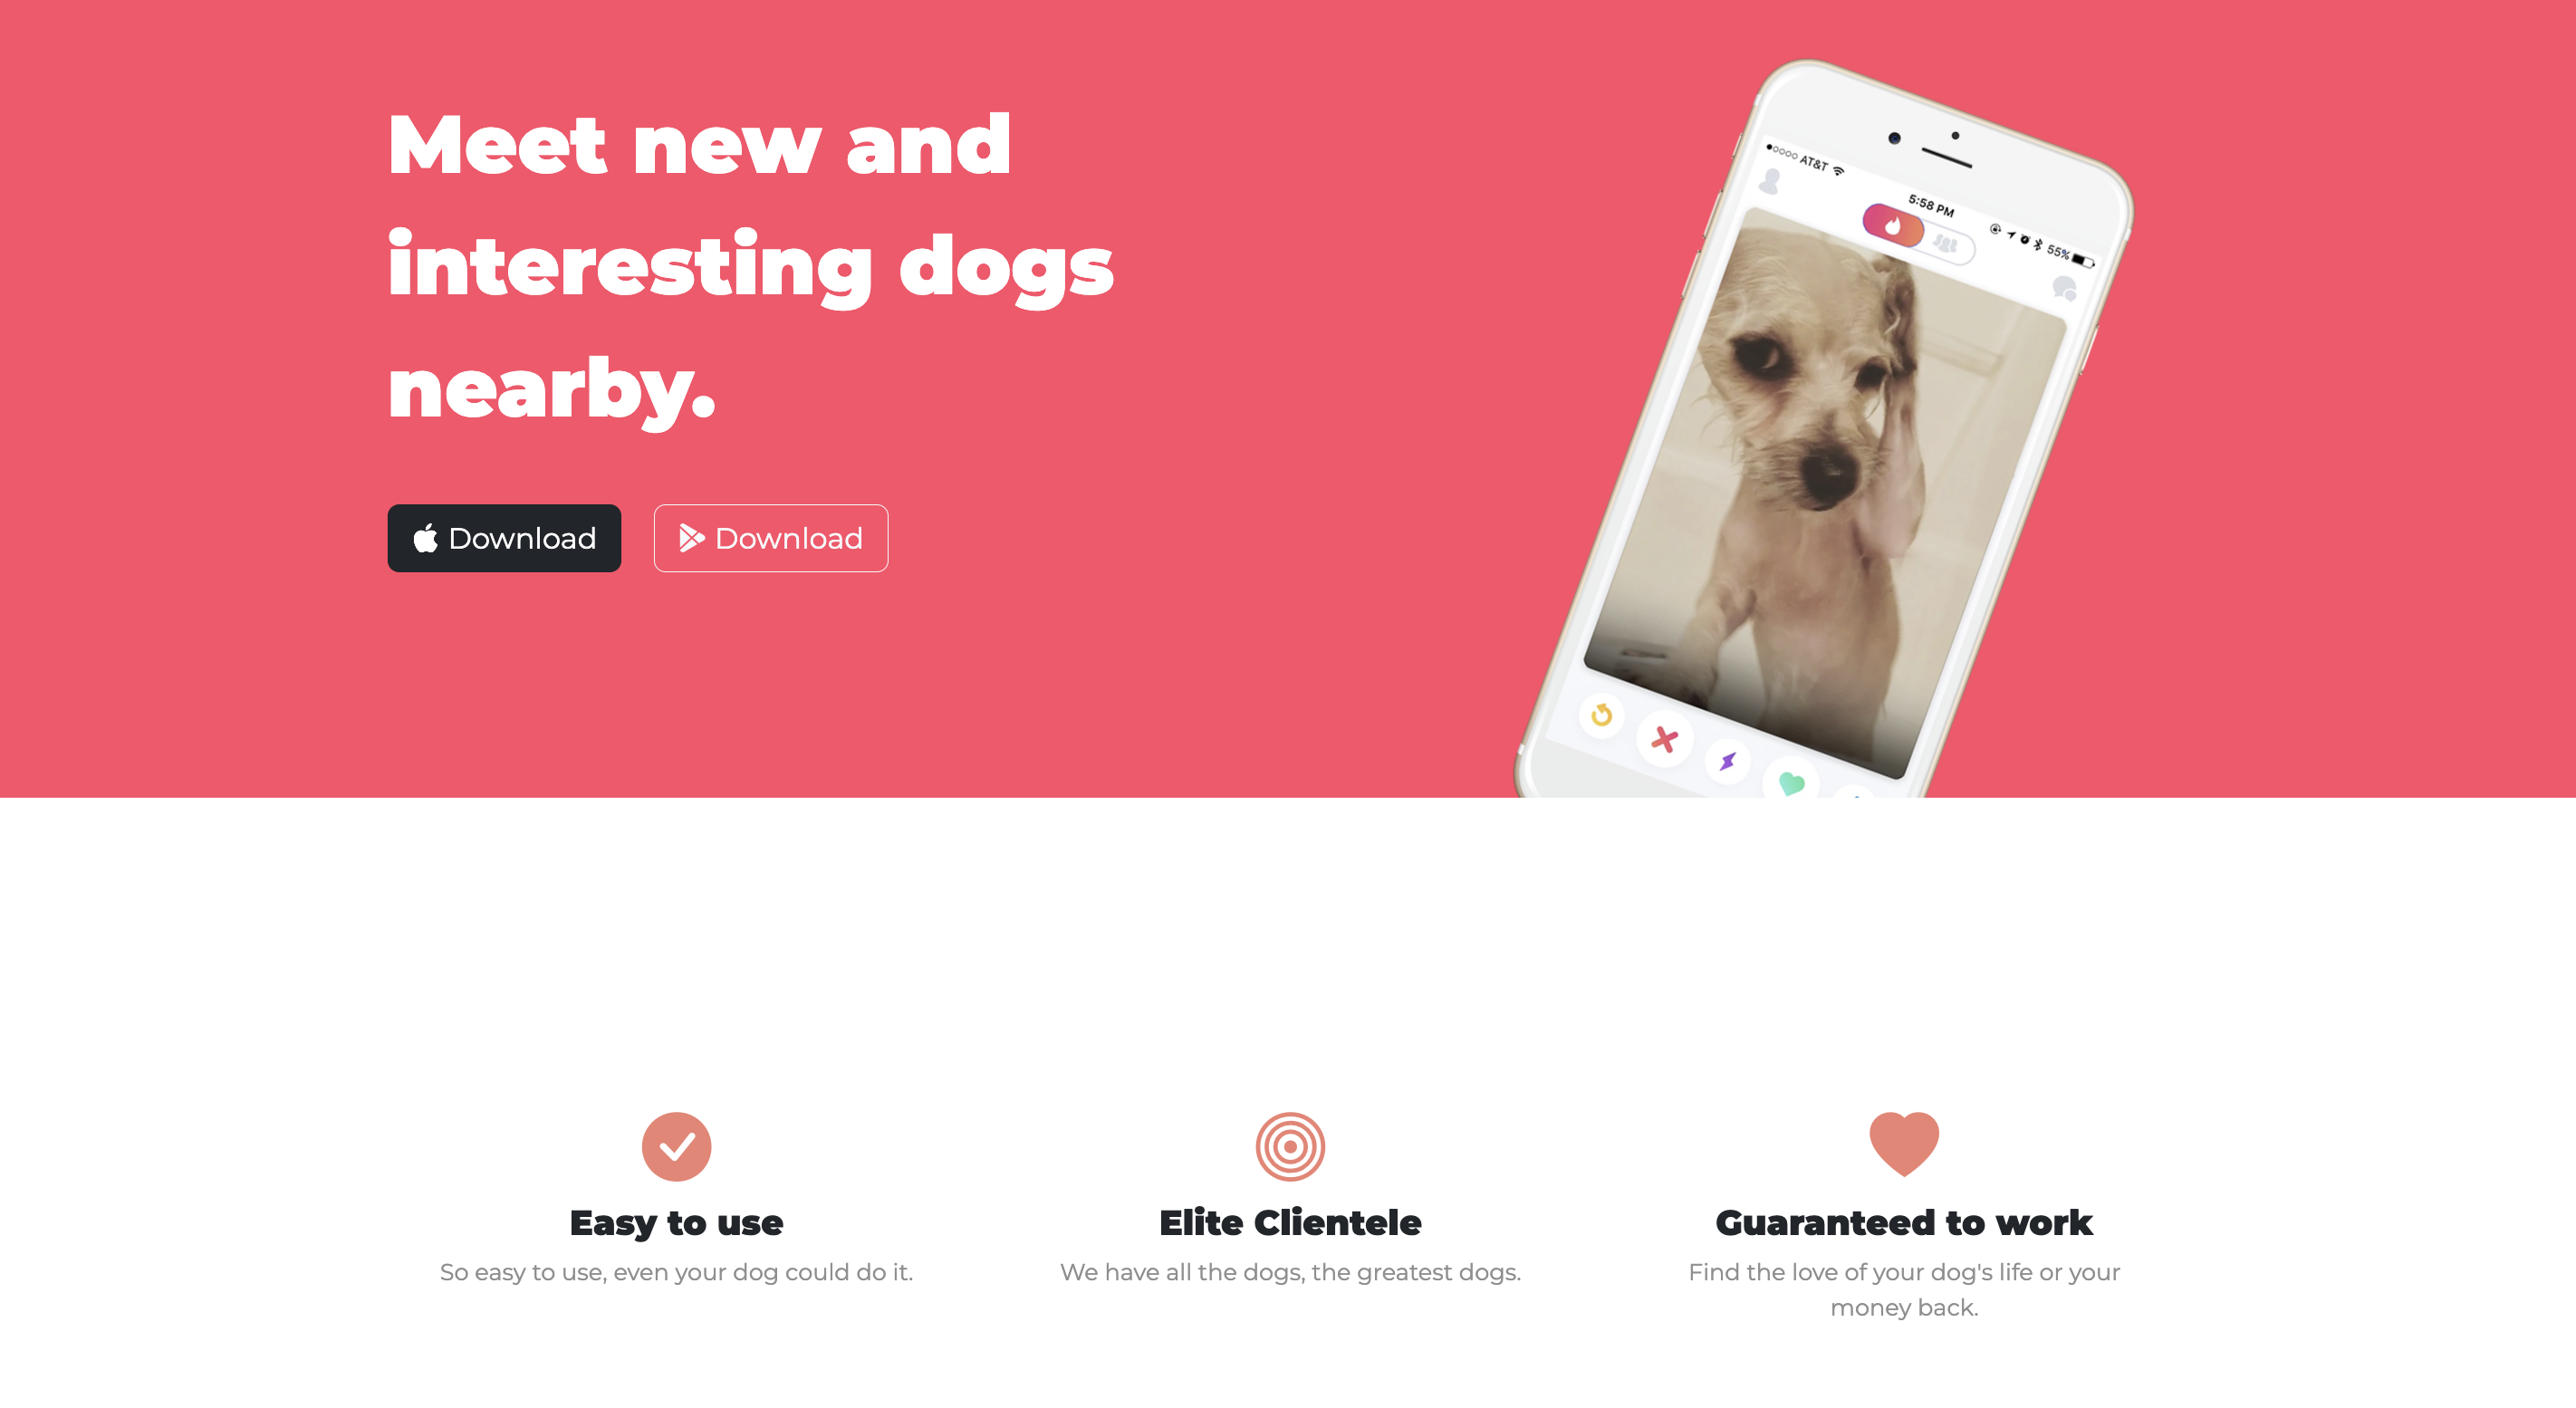 Meet new and
interesting dogs
nearby.
Download
Download
AT&T
5:58 PM
55%
Easy to use
So easy to use, even your dog could do it.
Elite Clientele
We have all the dogs, the greatest dogs.
Guaranteed to work
Find the love of your dog's life or your
money back.